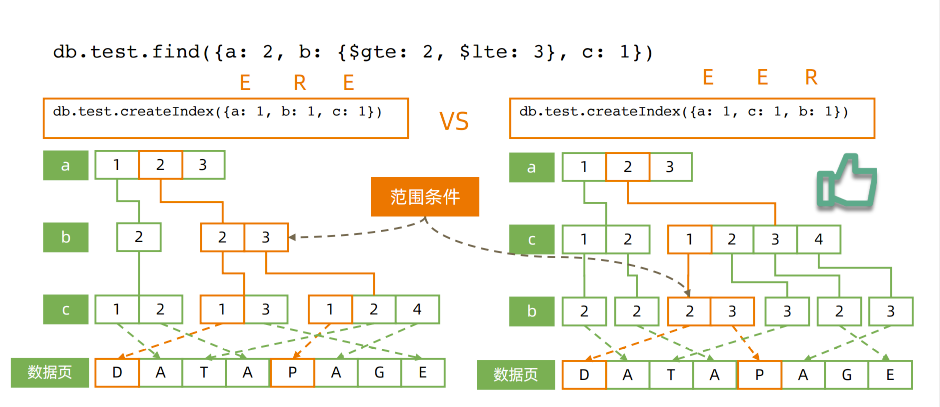 db.test.find({a: 2, b: {$gte: 2, $lte: 3}, c: 1})
E R E
E E R
db.test.createIndex({a: 1, b: 1, c: 1})
VS
db.test.createIndex({a: 1, c: 1, b: 1})
a 1 2 3
a 1 2 3
范围条件
b 2 2 3
c 1 2 1 2 3 4
c 1 2 1 3 1 2 4
b 2 2 2 3 3 2 3
数据页 D A T A P A G E
数据页 D A T A P A G E